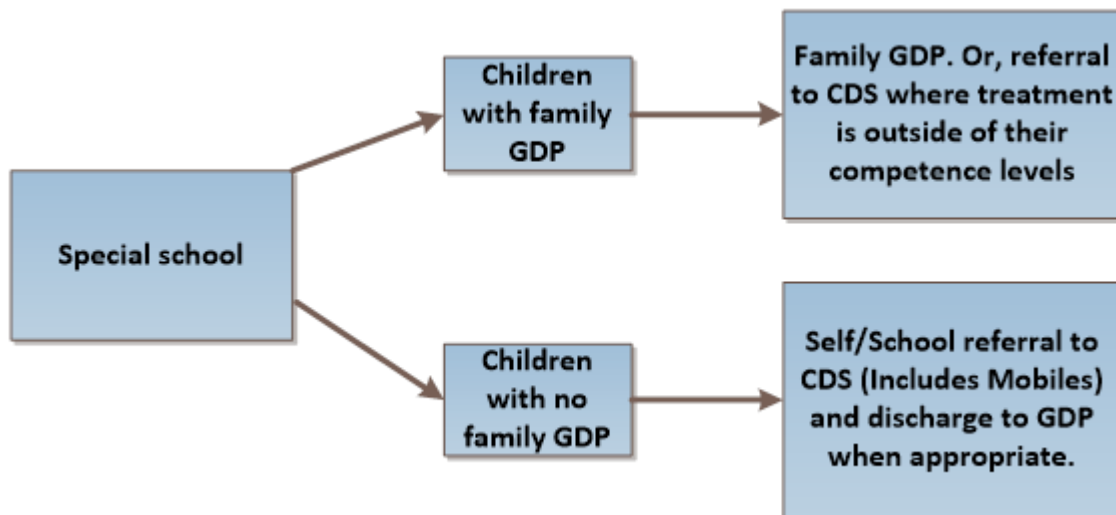 Special school
Children
with family
GDP
Family GDP. Or, referral
to CDS where treatment
is outside of their
competence levels
Children
with no
family GDP
Self/School referral to
CDS (Includes Mobiles)
and discharge to GDP
when appropriate.